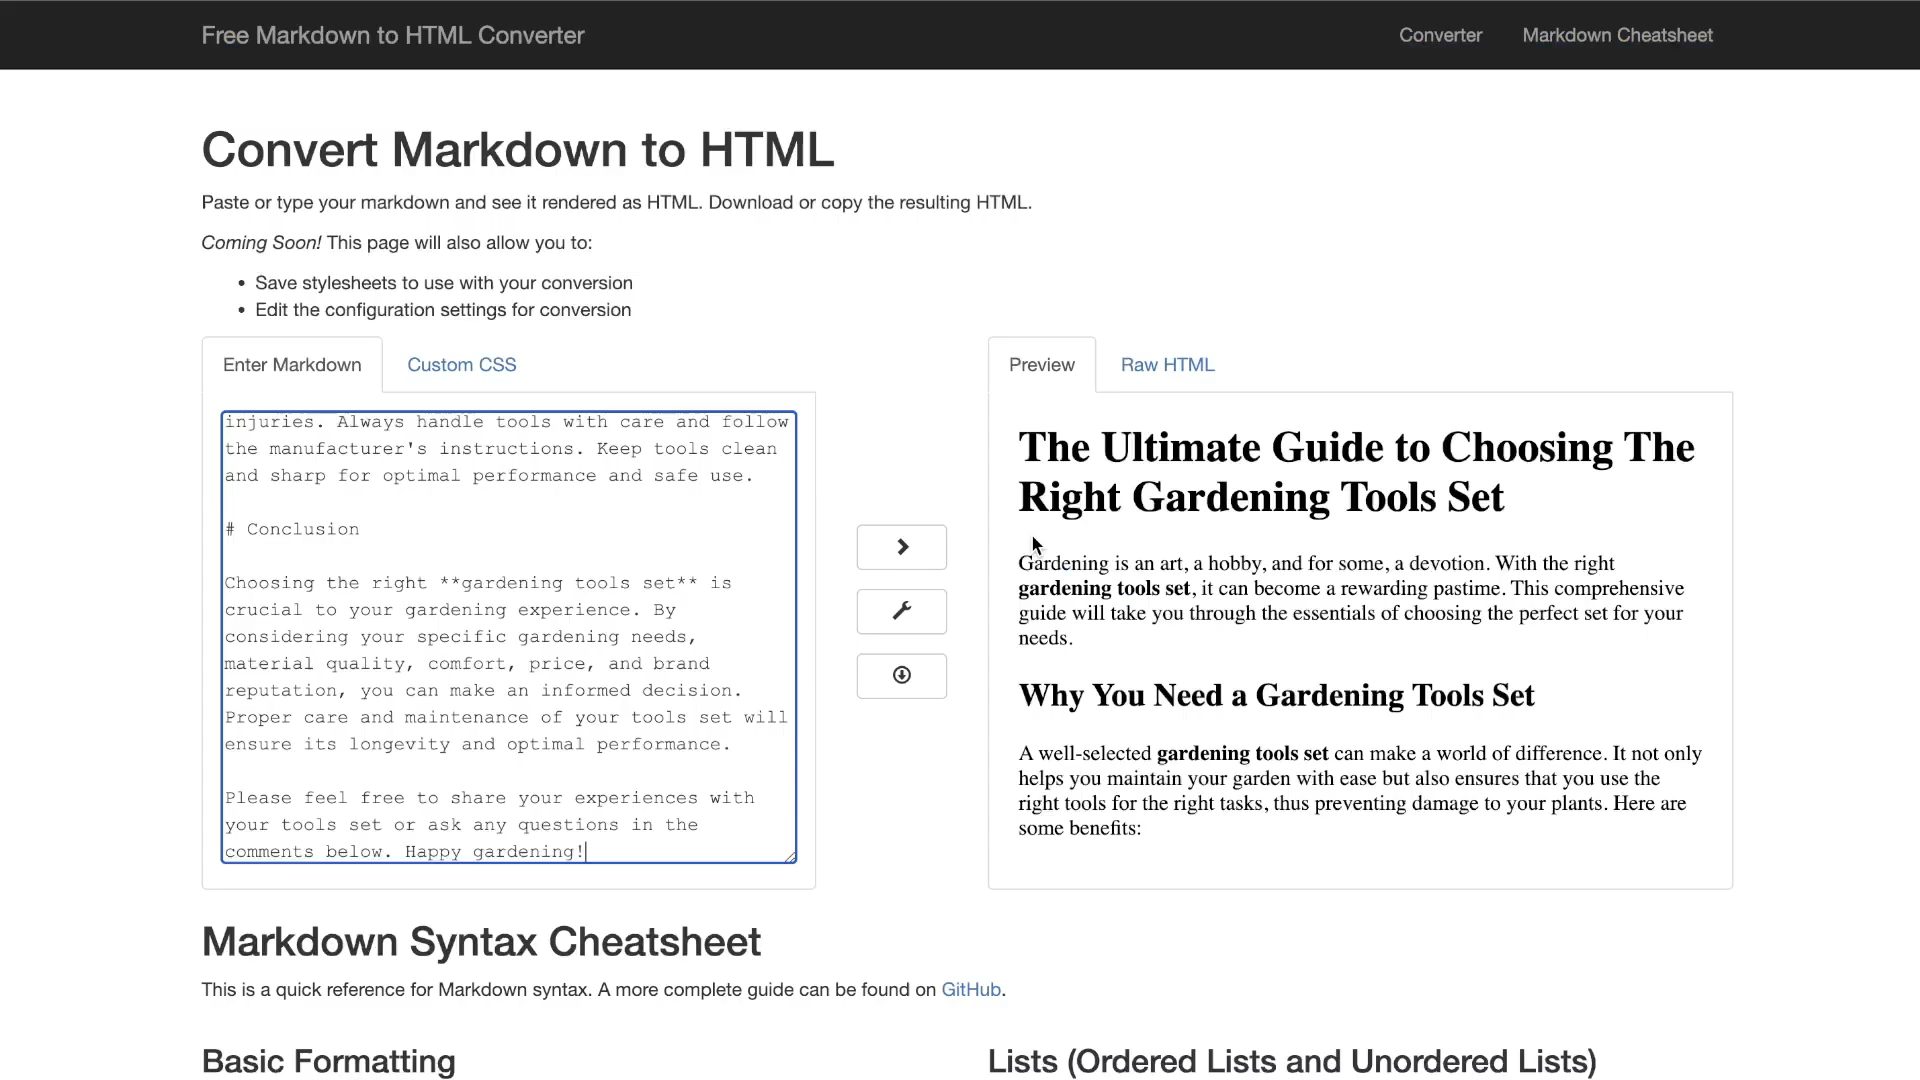 Free Markdown to HTML Converter
Converter
Markdown Cheatsheet
Convert Markdown to HTML
Paste or type your markdown and see it rendered as HTML. Download or copy the resulting HTML.
Coming Soon! This page will also allow you to:
• Save stylesheets to use with your conversion
• Edit the configuration settings for conversion
Enter Markdown
Custom CSS
injuries. Always handle tools with care and follow
the manufacturer's instructions. Keep tools clean
and sharp for optimal performance and safe use.
# Conclusion
Choosing the right **gardening tools set** is
crucial to your gardening experience. By
considering your specific gardening needs,
material quality, comfort, price, and brand
reputation, you can make an informed decision.
Proper care and maintenance of your tools set will
ensure its longevity and optimal performance.
Please feel free to share your experiences with
your tools set or ask any questions in the
comments below. Happy gardening!
Preview
Raw HTML
The Ultimate Guide to Choosing The
Right Gardening Tools Set
Gardening is an art, a hobby, and for some, a devotion. With the right
gardening tools set, it can become a rewarding pastime. This comprehensive
guide will take you through the essentials of choosing the perfect set for your
needs.
Why You Need a Gardening Tools Set
A well-selected gardening tools set can make a world of difference. It not only
helps you maintain your garden with ease but also ensures that you use the
right tools for the right tasks, thus preventing damage to your plants. Here are
some benefits:
Markdown Syntax Cheatsheet
This is a quick reference for Markdown syntax. A more complete guide can be found on GitHub.
Basic Formatting
Lists (Ordered Lists and Unordered Lists)